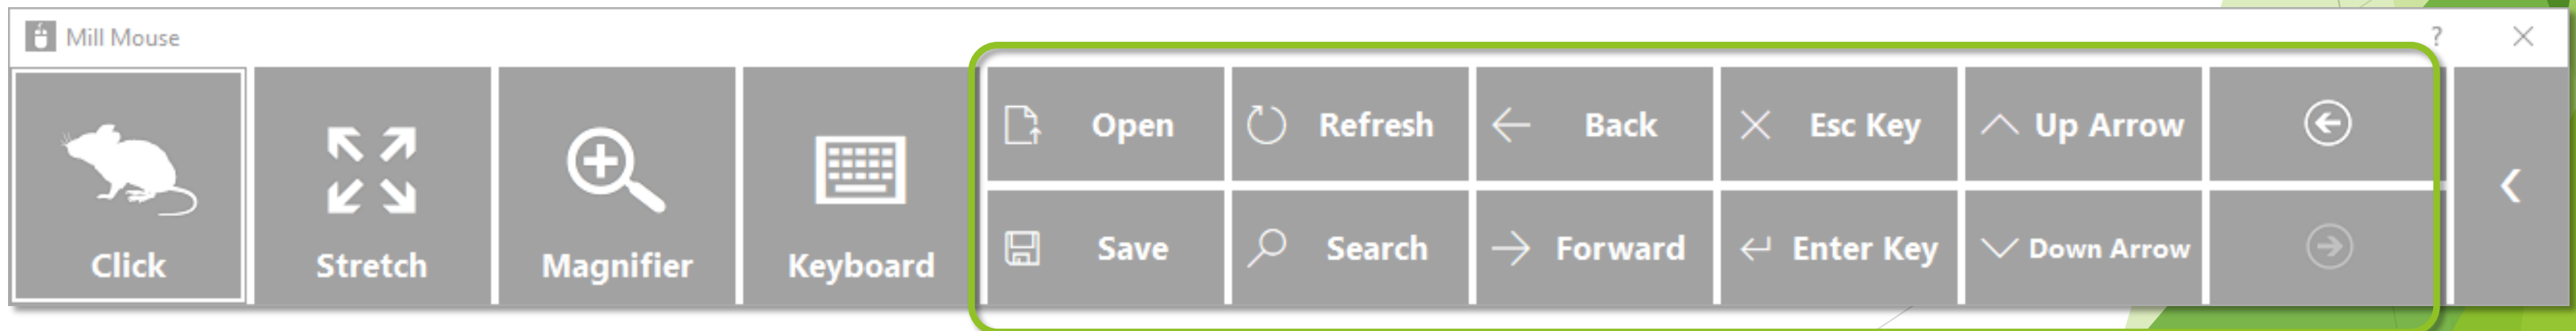 Mill Mouse
?
Open Refresh Back Esc Key Up Arrow
Click Stretch Magnifier Keyboard
Save Search Forward Enter Key Down Arrow